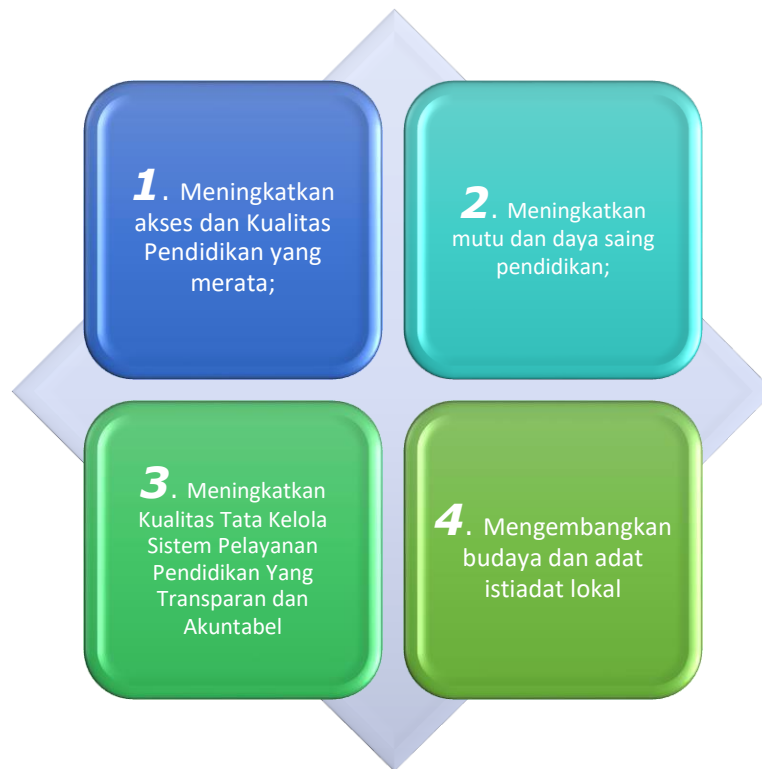 1. Meningkatkan
akses dan Kualitas
Pendidikan yang
merata;
2. Meningkatkan
mutu dan daya saing
pendidikan;
3. Meningkatkan
Kualitas Tata Kelola
Sistem Pelayanan
Pendidikan Yang
Transparan dan
Akuntabel
4. Mengembangkan
budaya dan adat
istiadat lokal